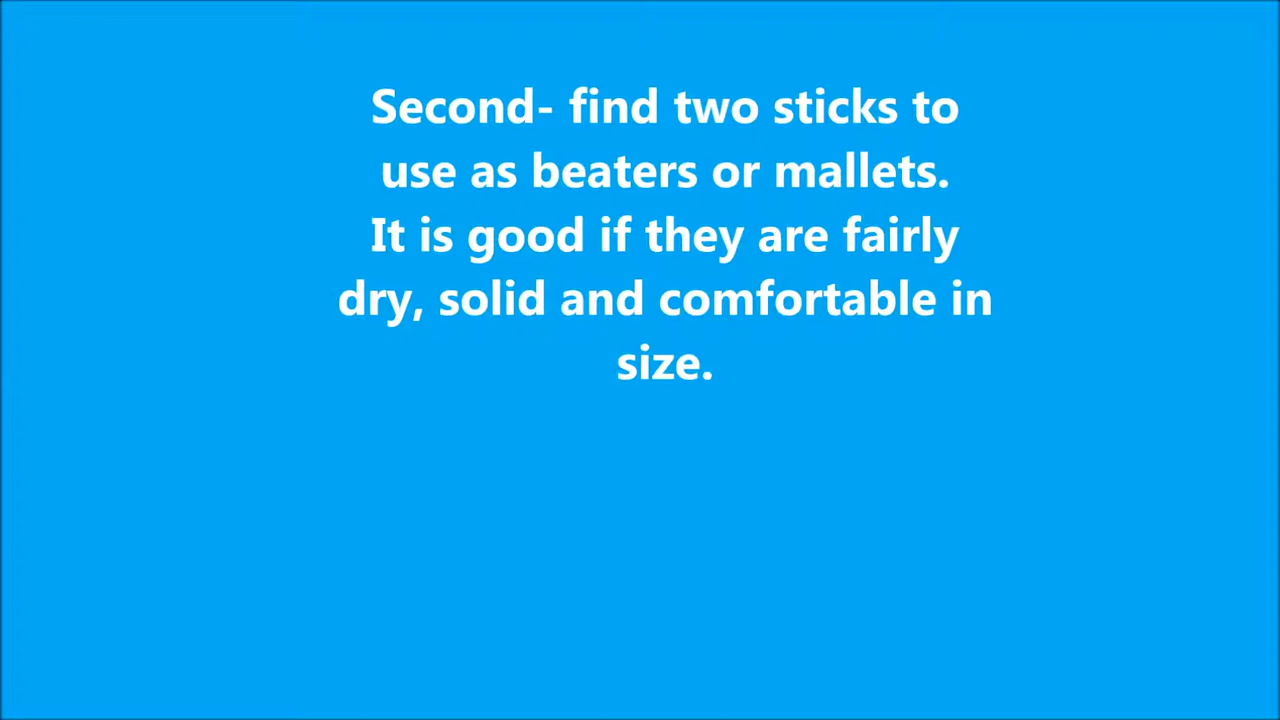 Second- find two sticks to
use as beaters or mallets.
It is good if they are fairly
dry, solid and comfortable in
size.